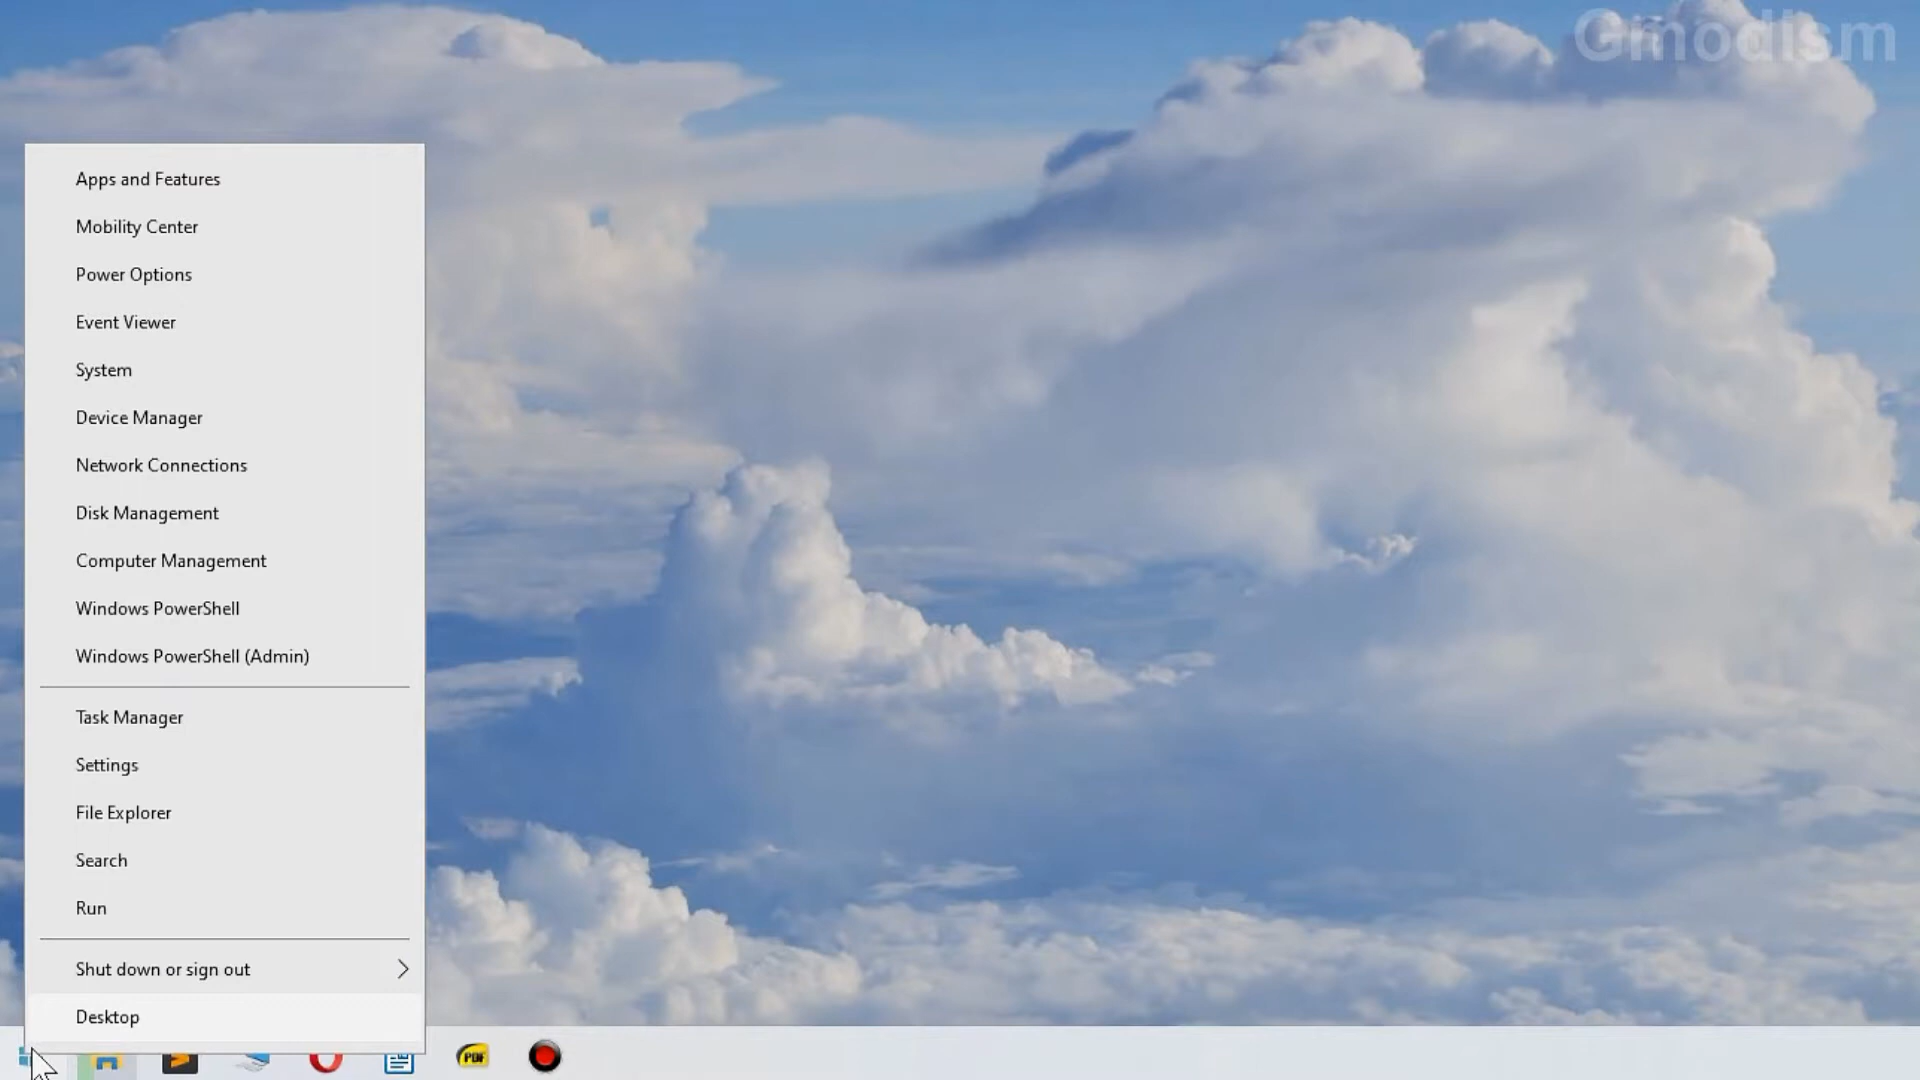 Gmodism
Apps and Features
Mobility Center
Power Options
Event Viewer
System
Device Manager
Network Connections
Disk Management
Computer Management
Windows PowerShell
Windows PowerShell (Admin)
Task Manager
Settings
File Explorer
Search
Run
Shut down or sign out
Desktop
PDF